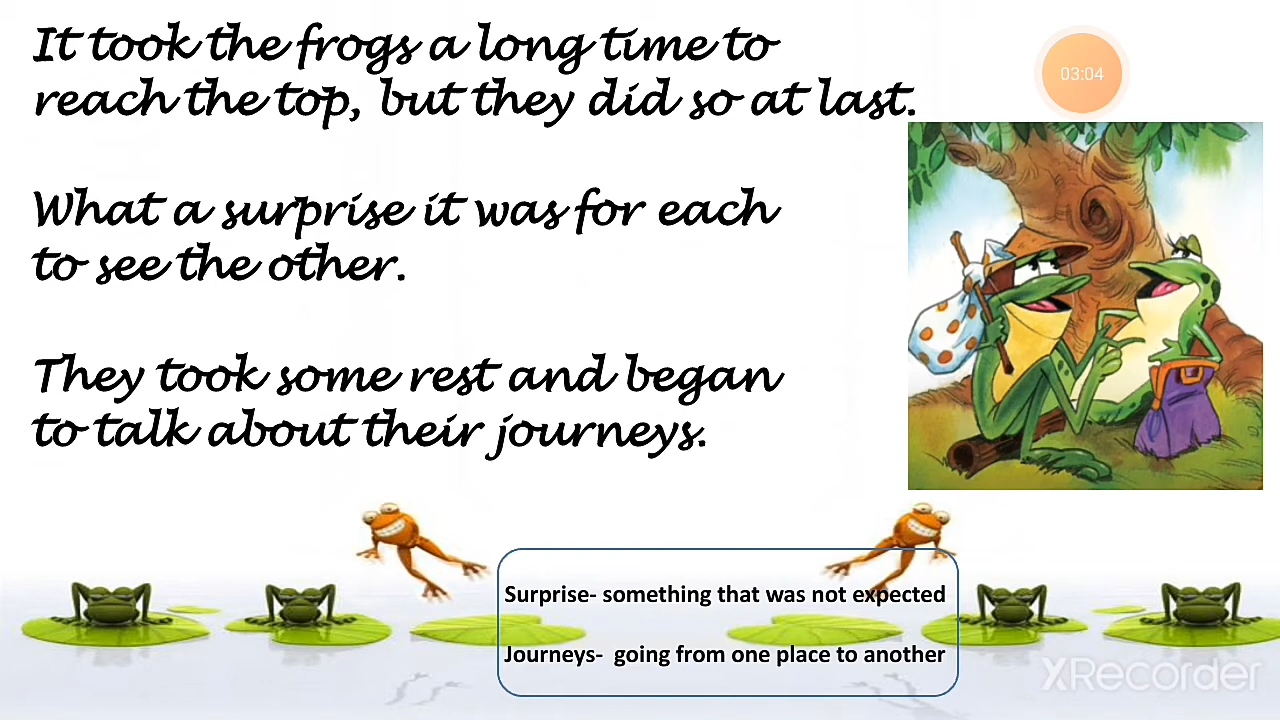 It took the frogs a long time to
reach the top, but they did so at last.
03:04
What a surprise it was for each
to see the other.
They took some rest and began
to talk about their journeys.
Surprise- something that was not expected
Journeys- going from one place to another
XRecorder